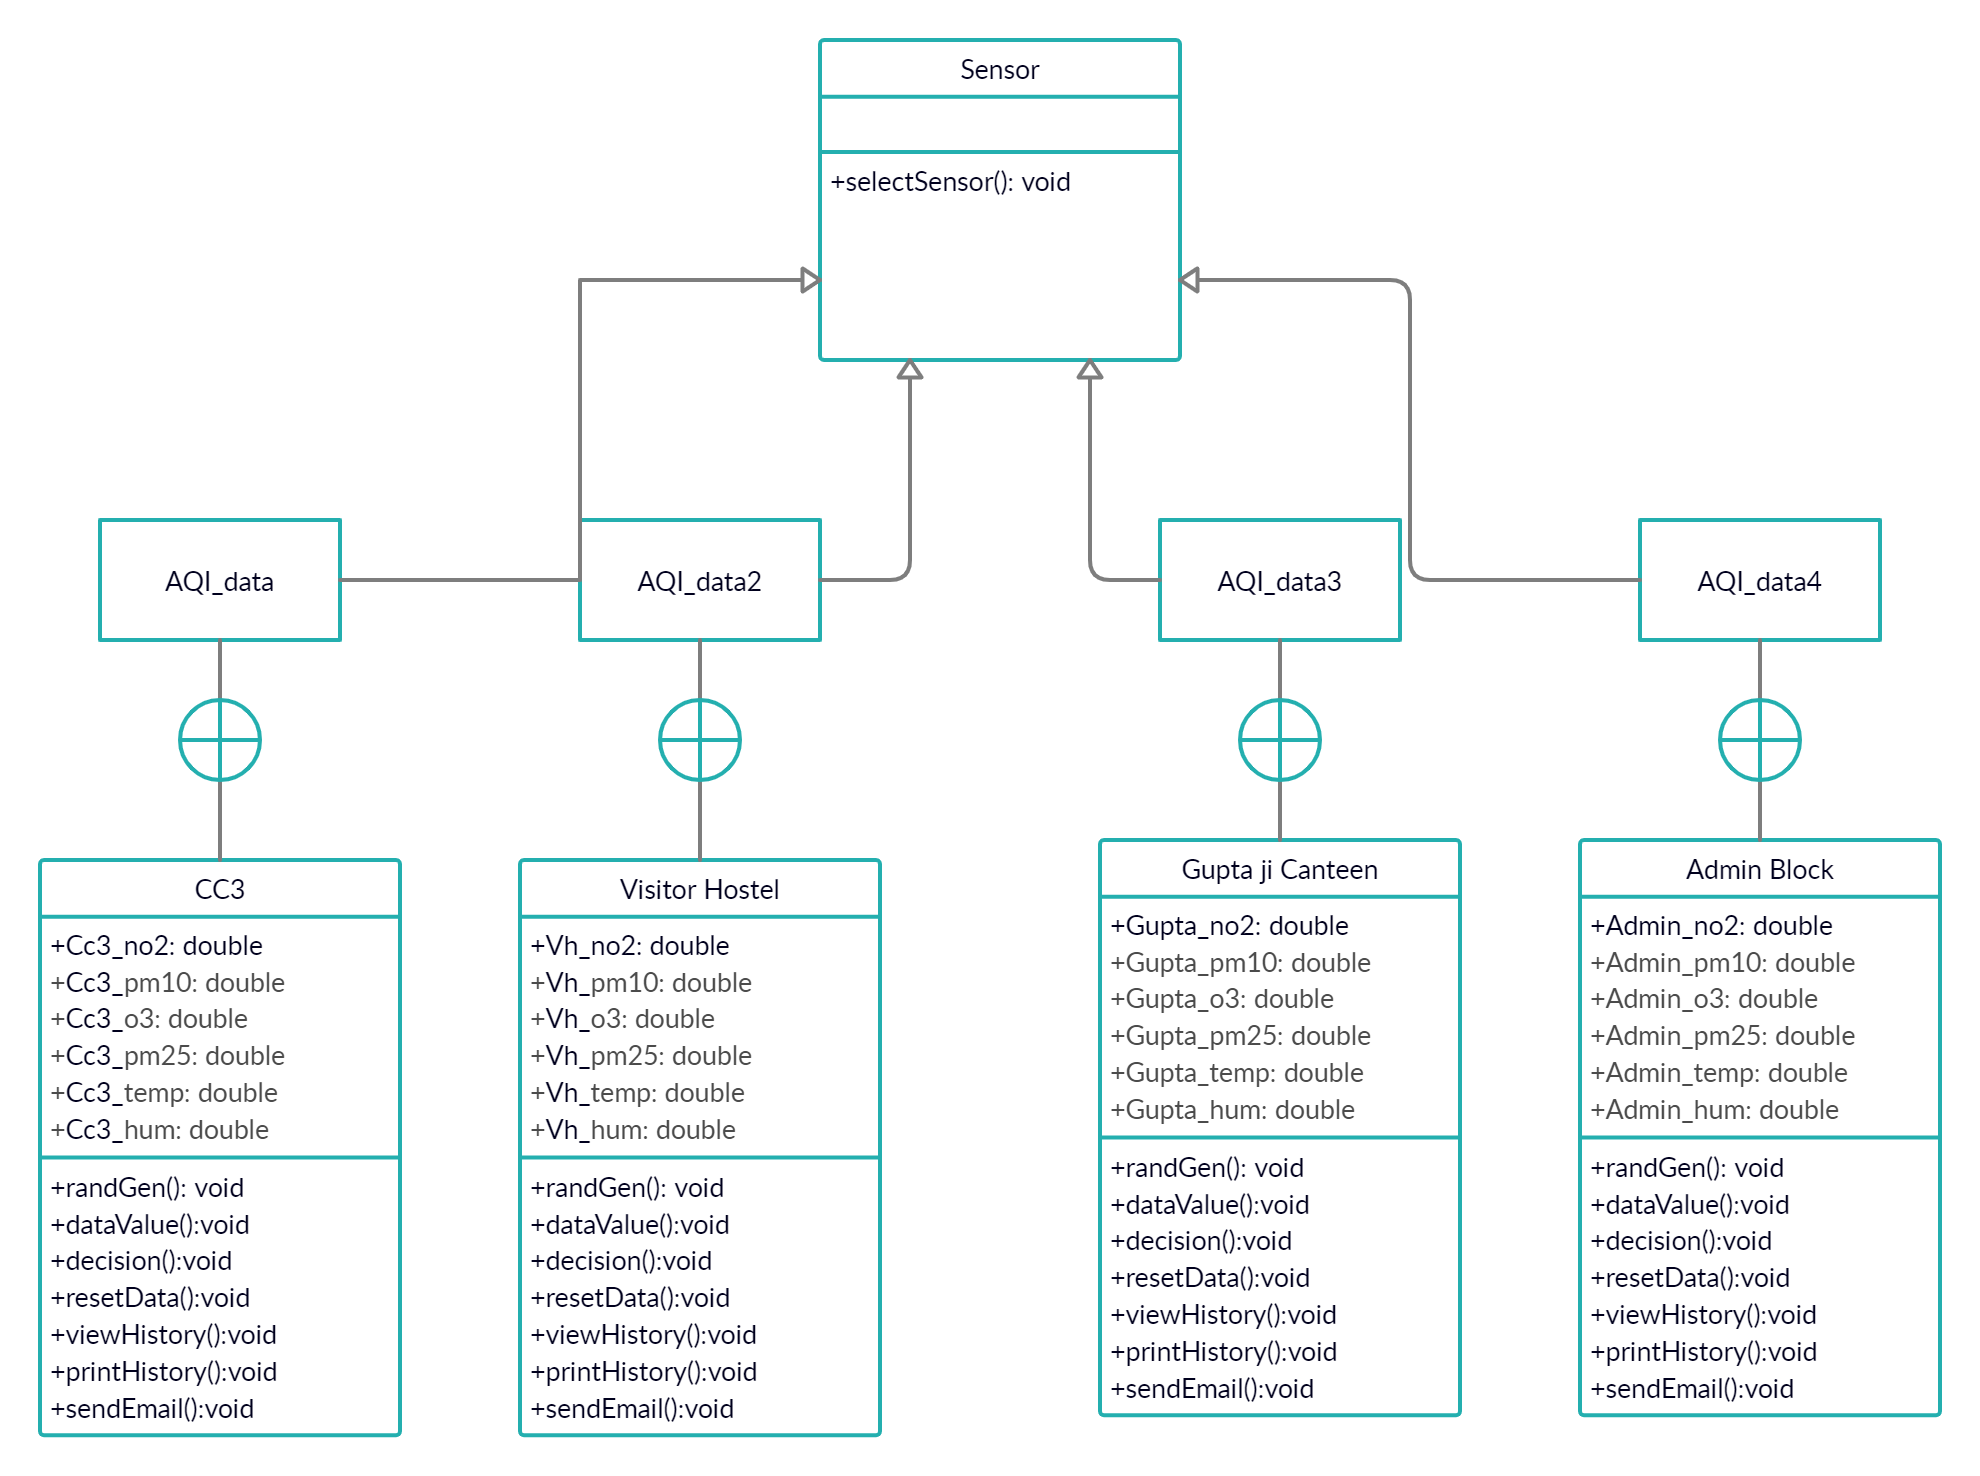 Sensor
+selectSensor(): void
AQI_data
AQI_data2
AQI_data3
AQI_data4
CC3
+Cc3_no2: double
+Cc3_pm10: double
+Cc3_o3: double
+Cc3_pm25: double
+Cc3_temp: double
+Cc3_hum: double
+randGen(): void
+dataValue():void
+decision():void
+resetData():void
+viewHistory():void
+printHistory():void
+sendEmail():void
Visitor Hostel
+Vh_no2: double
+Vh_pm10: double
+Vh_o3: double
+Vh_pm25: double
+Vh_temp: double
+Vh_hum: double
+randGen(): void
+dataValue():void
+decision():void
+resetData():void
+viewHistory():void
+printHistory():void
+sendEmail():void
Gupta ji Canteen
+Gupta_no2: double
+Gupta_pm10: double
+Gupta_o3: double
+Gupta_pm25: double
+Gupta_temp: double
+Gupta_hum: double
+randGen(): void
+dataValue():void
+decision():void
+resetData():void
+viewHistory():void
+printHistory():void
+sendEmail():void
Admin Block
+Admin_no2: double
+Admin_pm10: double
+Admin_o3: double
+Admin_pm25: double
+Admin_temp: double
+Admin_hum: double
+randGen(): void
+dataValue():void
+decision():void
+resetData():void
+viewHistory():void
+printHistory():void
+sendEmail():void